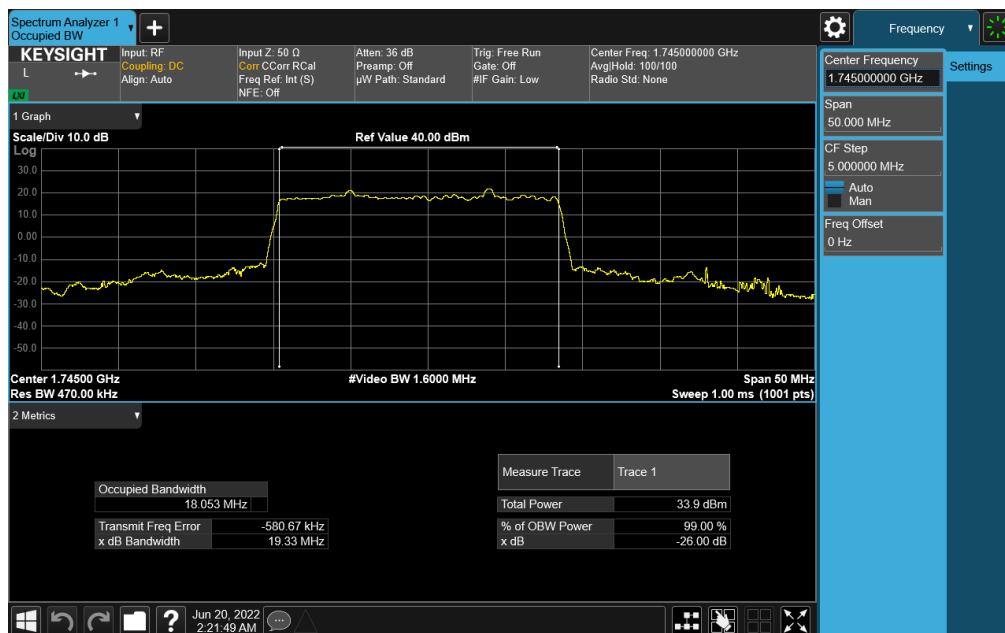 Spectrum Analyzer 1
Occupied BW
+
Frequency
KEYSIGHT
L
LXI
Input: RF
Coupling: DC
Align: Auto
Input Z: 50 Ω
Corr CCorr RCal
Freq Ref: Int (S)
NFE: Off
Atten: 36 dB
Preamp: Off
µW Path: Standard
Trig: Free Run
Gate: Off
#IF Gain: Low
Center Freq: 1.745000000 GHz
Avg|Hold: 100/100
Radio Std: None
Center Frequency
1.745000000 GHz
Settings
Span
50.000 MHz
CF Step
5.000000 MHz
Auto
Man
Freq Offset
0 Hz
1 Graph
Scale/Div 10.0 dB
Ref Value 40.00 dBm
Log
30.0
20.0
10.0
0.00
-10.0
-20.0
-30.0
-40.0
-50.0
Center 1.74500 GHz
#Video BW 1.6000 MHz
Span 50 MHz
Res BW 470.00 kHz
Sweep 1.00 ms (1001 pts)
2 Metrics
Occupied Bandwidth
18.053 MHz
Transmit Freq Error -580.67 kHz
x dB Bandwidth 19.33 MHz
Measure Trace Trace 1
Total Power 33.9 dBm
% of OBW Power 99.00 %
x dB -26.00 dB
?
Jun 20, 2022
2:21:49 AM